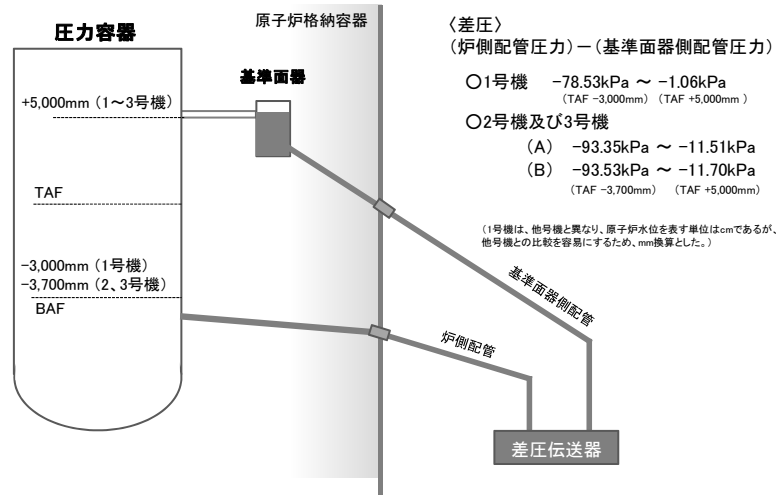 原子炉格納容器
圧力容器
基準面器
+5,000mm（1～3号機）
TAF
-3,000mm（1号機）
-3,700mm（2、3号機）
BAF
〈差圧〉
（炉側配管圧力）－（基準面器側配管圧力）
○1号機 -78.53kPa ～ -1.06kPa
（TAF -3,000mm） （TAF +5,000mm ）
○2号機及び3号機
（A） -93.35kPa ～ -11.51kPa
（B） -93.53kPa ～ -11.70kPa
（TAF -3,700mm） （TAF +5,000mm）
（1号機は、他号機と異なり、原子炉水位を表す単位はcmであるが、
他号機との比較を容易にするため、mm換算とした。）
基準面器側配管
炉側配管
差圧伝送器